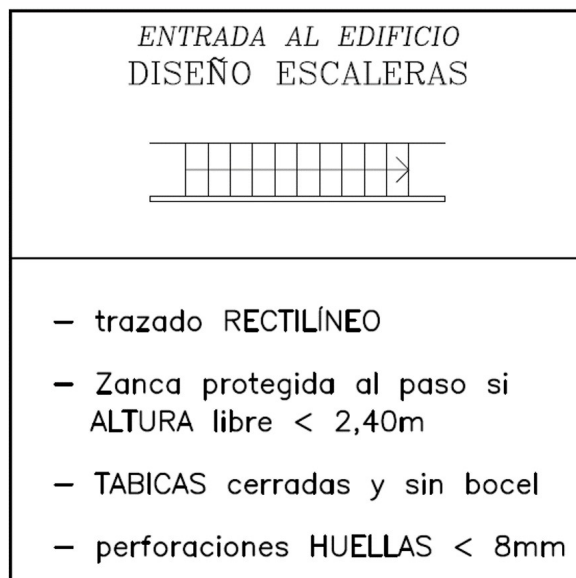 ENTRADA AL EDIFICIO
DISEÑO ESCALERAS
– trazado RECTILÍNEO
– Zanca protegida al paso si
ALTURA libre < 2,40m
– TABICAS cerradas y sin bocel
– perforaciones HUELLAS < 8mm